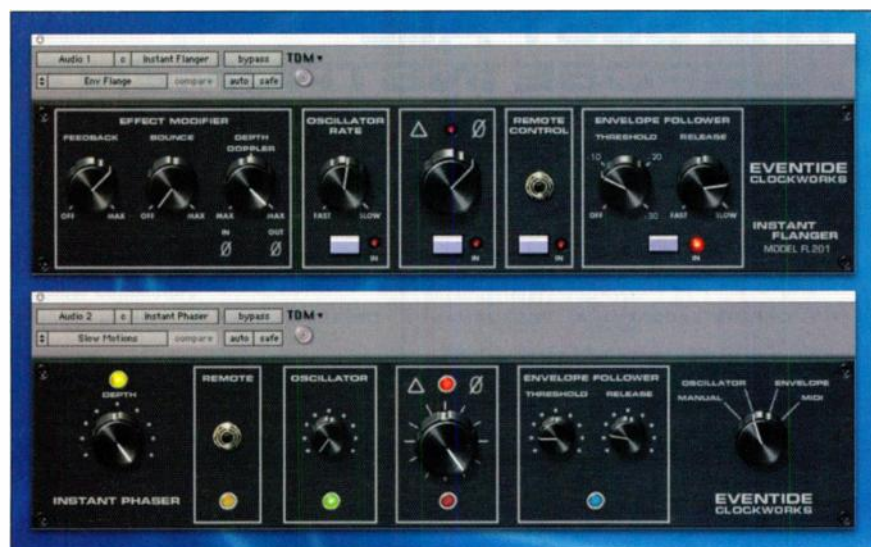 Audio 1 c Instant Flanger bypass TDM
Env Flange compare auto safe
EFFECT MODIFIER
FEEDBACK BOUNCE DEPTH
DOPPLER
OFF MAX OFF MAX MAX MAX
IN OUT
Ø Ø
OSCILLATOR
RATE
FAST SLOW
IN
△ Ø
IN
REMOTE
CONTROL
IN
ENVELOPE FOLLOWER
THRESHOLD RELEASE
-10 -20
OFF -30 FAST SLOW
IN
EVENTIDE
CLOCKWORKS
INSTANT
FLANGER
MODEL FL201
Audio 2 c Instant Phaser bypass TDM
Slow Motions compare auto safe
DEPTH
INSTANT PHASER
REMOTE
OSCILLATOR
△ Ø
ENVELOPE FOLLOWER
THRESHOLD RELEASE
OSCILLATOR ENVELOPE
MANUAL MIDI
EVENTIDE
CLOCKWORKS